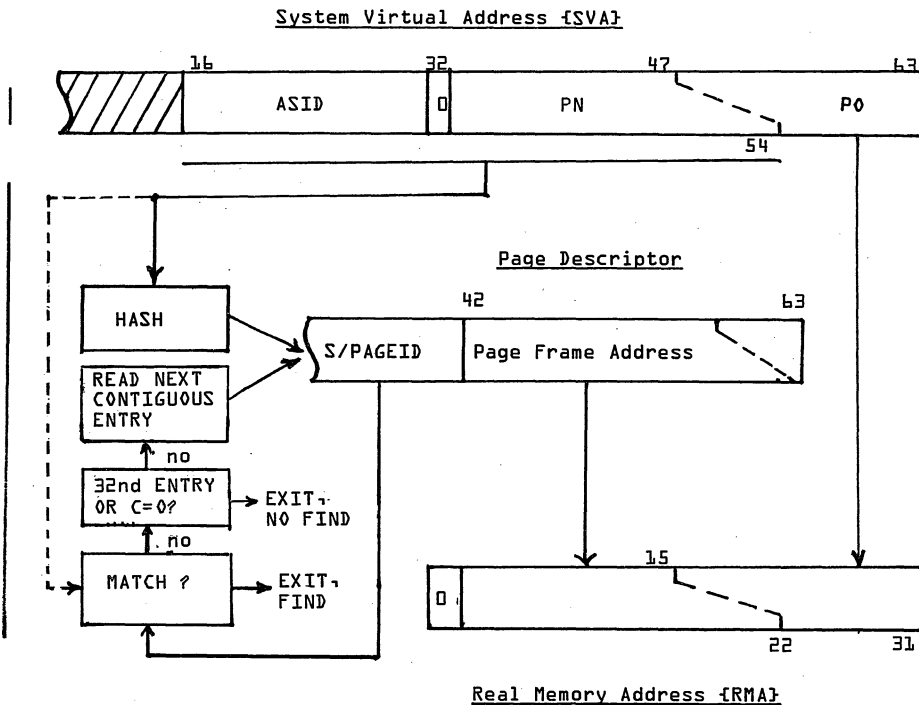 System Virtual Address {SVA}
16 32 47 63
ASID 0 PN PO
54
Page Descriptor
42 63
HASH
S/PAGEID Page Frame Address
READ NEXT
CONTIGUOUS
ENTRY
no
32nd ENTRY
OR C=0?
EXIT,
NO FIND
no
MATCH ?
EXIT,
FIND
15
0
22 31
Real Memory Address {RMA}